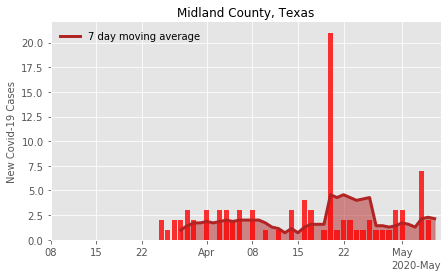 Midland County, Texas
7 day moving average
New Covid-19 Cases
20.0
17.5
15.0
12.5
10.0
7.5
5.0
2.5
0.0
08 15 22 Apr 08 15 22 May
2020-May